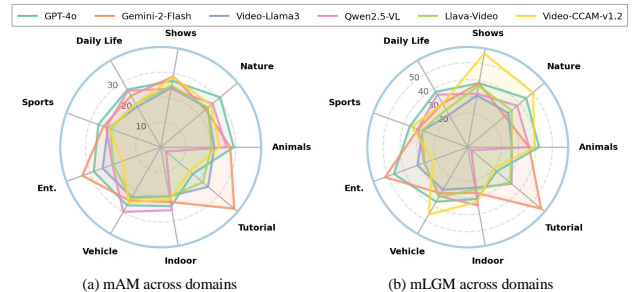 GPT-4o Gemini-2-Flash Video-Llama3 Qwen2.5-VL Llava-Video Video-CCAM-v1.2
Shows
Daily Life
Nature
Sports
Animals
Ent.
Tutorial
Vehicle
Indoor
30
20
10
Shows
Daily Life
Nature
Sports
Animals
Ent.
Tutorial
Vehicle
Indoor
50
40
30
20
(a) mAM across domains
(b) mLGM across domains